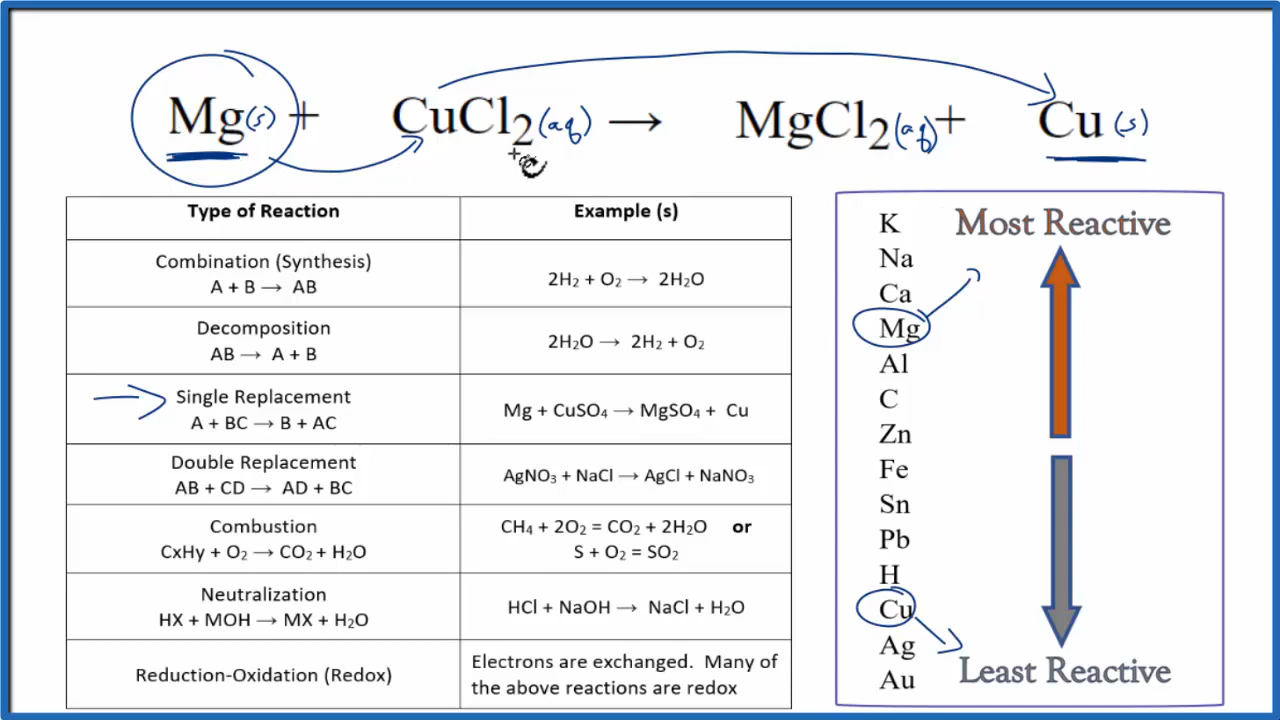 Mg(s) + CuCl₂(aq) → MgCl₂(aq) + Cu(s)
Type of Reaction Example (s)
Combination (Synthesis)
A + B → AB
2H₂ + O₂ → 2H₂O
Decomposition
AB → A + B
2H₂O → 2H₂ + O₂
Single Replacement
A + BC → B + AC
Mg + CuSO₄ → MgSO₄ + Cu
Double Replacement
AB + CD → AD + BC
AgNO₃ + NaCl → AgCl + NaNO₃
Combustion
CxHy + O₂ → CO₂ + H₂O
CH₄ + 2O₂ = CO₂ + 2H₂O or
S + O₂ = SO₂
Neutralization
HX + MOH → MX + H₂O
HCl + NaOH → NaCl + H₂O
Reduction-Oxidation (Redox)
Electrons are exchanged. Many of
the above reactions are redox
Most Reactive
K
Na
Ca
Mg
Al
C
Zn
Fe
Sn
Pb
H
Cu
Ag
Au
Least Reactive